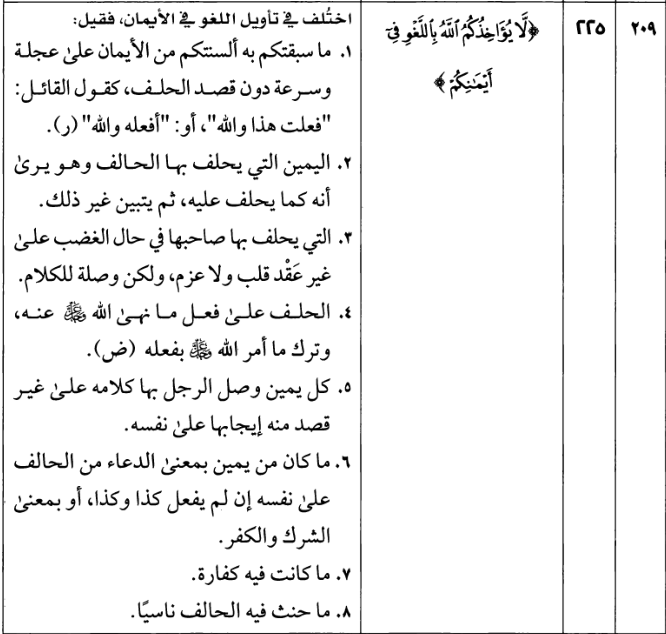 ٢٠٩
٢٢٥
﴿لَّا يُؤَاخِذُكُمُ ٱللَّهُ بِٱللَّغْوِ فِىٓ
أَيْمَٰنِكُمْ﴾
اختُلف في تأويل اللغو في الأيمان، فقيل:
١. ما سبقتكم به ألسنتكم من الأيمان علىٰ عجلة
وسرعة دون قصد الحلف، كقول القائل:
"فعلت هذا والله"، أو: "أفعله والله" (ر).
٢. اليمين التي يحلف بها الحالف وهو يرىٰ
أنه كما يحلف عليه، ثم يتبين غير ذلك.
٣. التي يحلف بها صاحبها في حال الغضب علىٰ
غير عَقْد قلب ولا عزم، ولكن وصلة للكلام.
٤. الحلف علىٰ فعل ما نهىٰ الله ﷻ عنه،
وترك ما أمر الله ﷻ بفعله (ض).
٥. كل يمين وصل الرجل بها كلامه علىٰ غير
قصد منه إيجابها علىٰ نفسه.
٦. ما كان من يمين بمعنىٰ الدعاء من الحالف
علىٰ نفسه إن لم يفعل كذا وكذا، أو بمعنىٰ
الشرك والكفر.
٧. ما كانت فيه كفارة.
٨. ما حنث فيه الحالف ناسيًا.